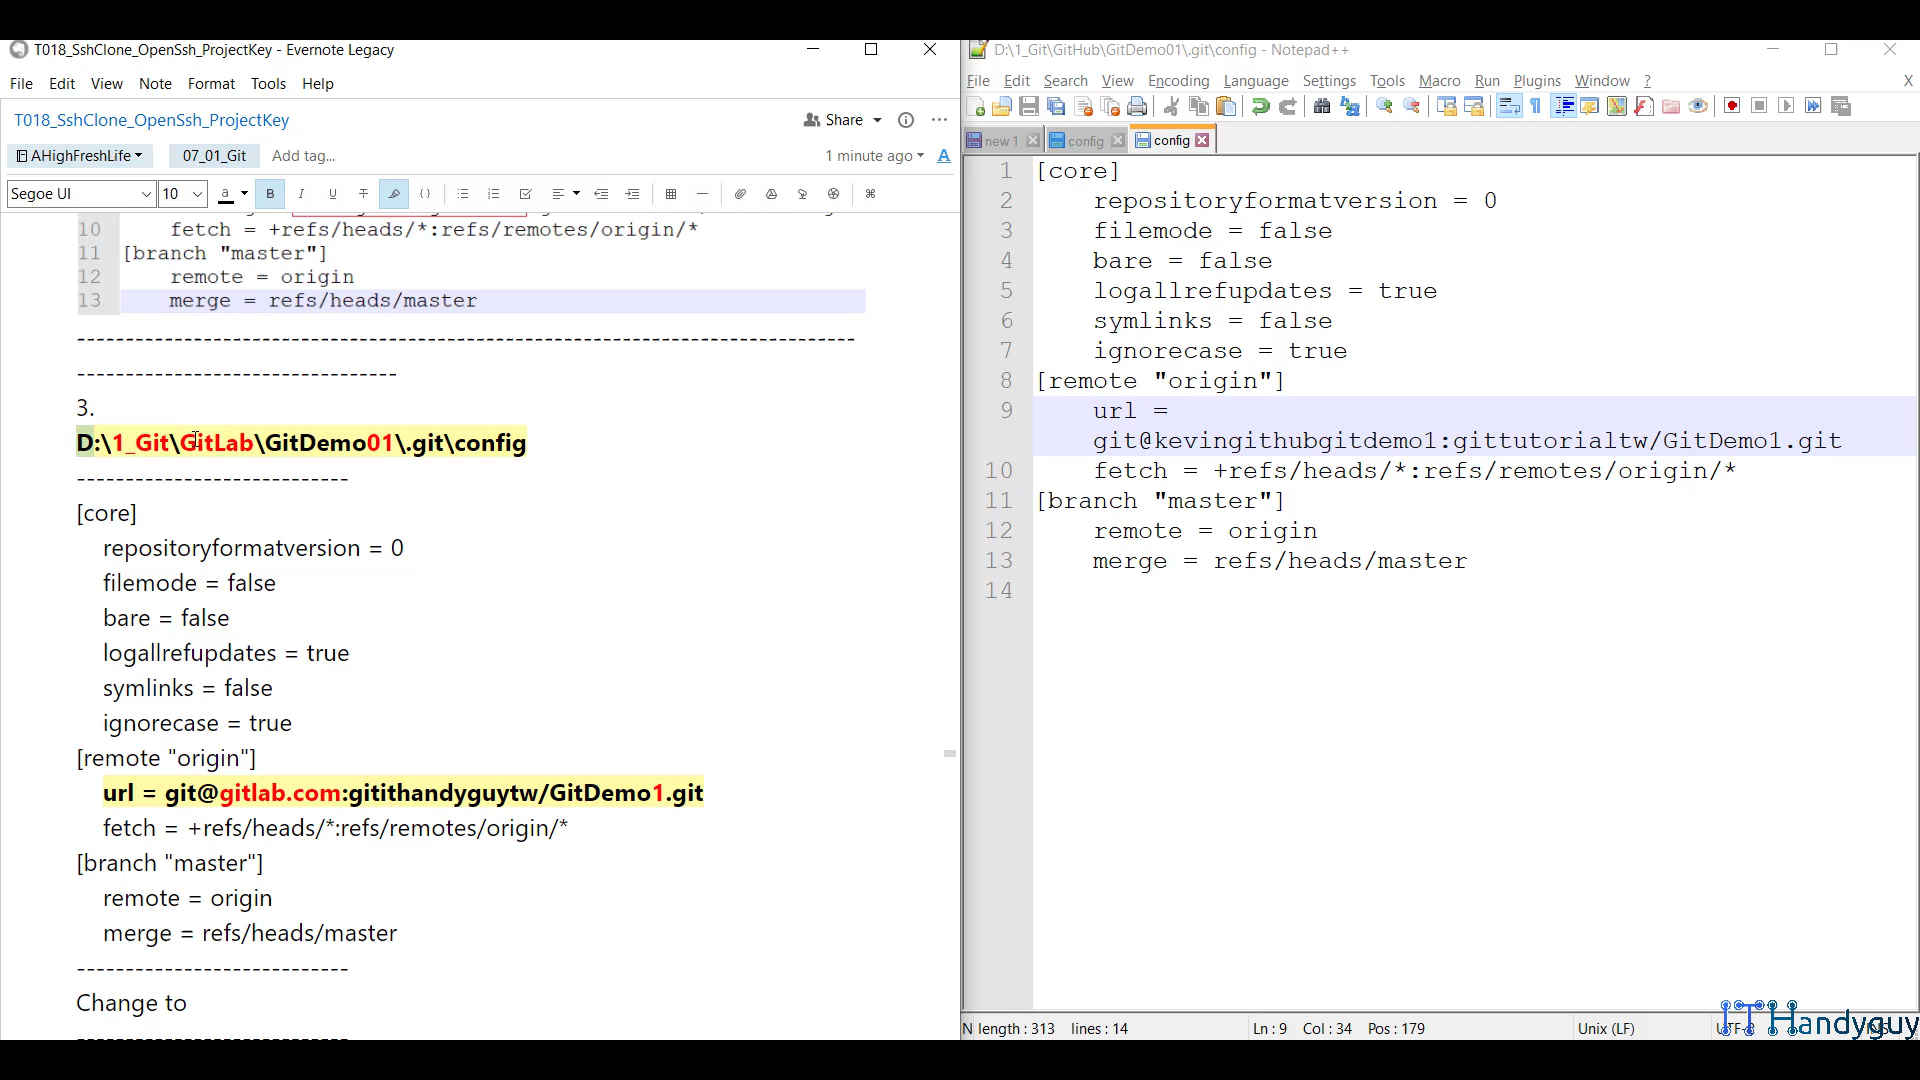 T018_SshClone_OpenSsh_ProjectKey - Evernote Legacy
File Edit View Note Format Tools Help
T018_SshClone_OpenSsh_ProjectKey
Share
AHighFreshLife
07_01_Git
Add tag...
1 minute ago
Segoe UI
10
10 fetch = +refs/heads/*:refs/remotes/origin/*
11 [branch "master"]
12 remote = origin
13 merge = refs/heads/master
--------------------------------------------------------------------------------
---------------------------------
3.
D:\1_Git\GitLab\GitDemo01\.git\config
----------------------------
[core]
repositoryformatversion = 0
filemode = false
bare = false
logallrefupdates = true
symlinks = false
ignorecase = true
[remote "origin"]
url = git@gitlab.com:gitithandyguytw/GitDemo1.git
fetch = +refs/heads/*:refs/remotes/origin/*
[branch "master"]
remote = origin
merge = refs/heads/master
----------------------------
Change to
----------------------------
D:\1_Git\GitHub\GitDemo01\.git\config - Notepad++
File Edit Search View Encoding Language Settings Tools Macro Run Plugins Window ? X
new 1
config
config
1 [core]
2 repositoryformatversion = 0
3 filemode = false
4 bare = false
5 logallrefupdates = true
6 symlinks = false
7 ignorecase = true
8 [remote "origin"]
9 url =
git@kevingithubgitdemo1:gittutorialtw/GitDemo1.git
10 fetch = +refs/heads/*:refs/remotes/origin/*
11 [branch "master"]
12 remote = origin
13 merge = refs/heads/master
14
N length : 313 lines : 14
Ln : 9 Col : 34 Pos : 179
Unix (LF)
UTF-8
INS
IT Handyguy